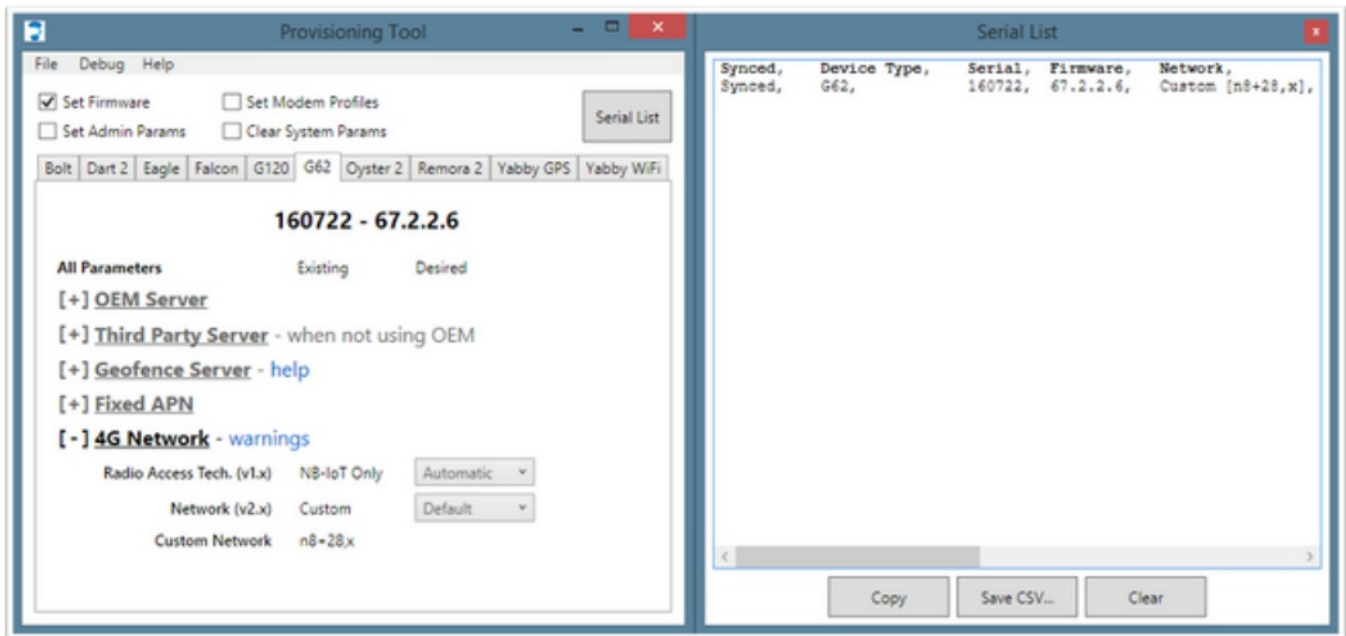 Provisioning Tool
File Debug Help
Set Firmware Set Modem Profiles
Set Admin Params Clear System Params
Serial List
Bolt Dart 2 Eagle Falcon G120 G62 Oyster 2 Remora 2 Yabby GPS Yabby WiFi
160722 - 67.2.2.6
All Parameters Existing Desired
[+] OEM Server
[+] Third Party Server - when not using OEM
[+] Geofence Server - help
[+] Fixed APN
[-] 4G Network - warnings
Radio Access Tech. (v1.x) NB-IoT Only Automatic
Network (v2.x) Custom Default
Custom Network n8+28,x
Serial List
Synced, Device Type, Serial, Firmware, Network,
Synced, G62, 160722, 67.2.2.6, Custom [n8+28,x],
Copy Save CSV... Clear